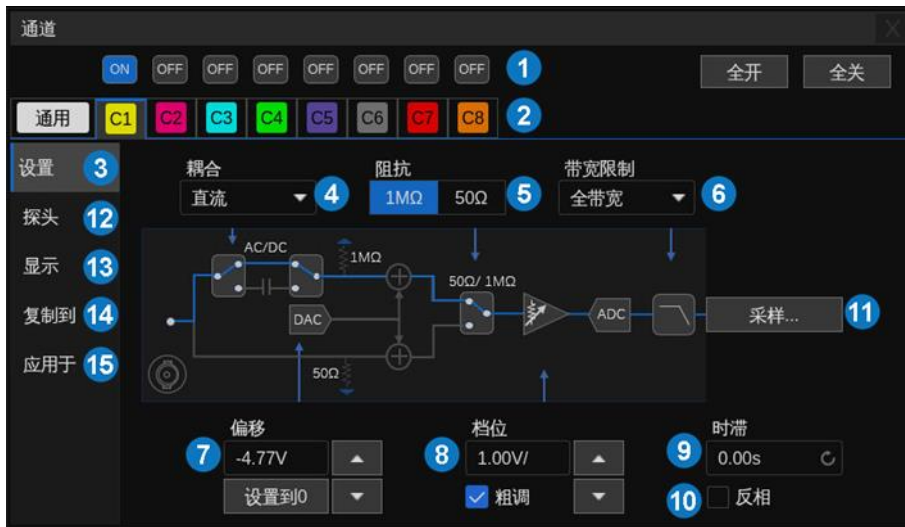 通道 X
ON OFF OFF OFF OFF OFF OFF OFF 1 全开 全关
通用 C1 C2 C3 C4 C5 C6 C7 C8 2
设置 3
探头 12
显示 13
复制到 14
应用于 15
耦合 阻抗 带宽限制
直流 4 1MΩ 50Ω 5 全带宽 6
AC/DC 1MΩ
50Ω/ 1MΩ
DAC ADC 采样... 11
50Ω
偏移 档位 时滞
7 -4.77V 8 1.00V/ 9 0.00s
设置到0 粗调 10 反相